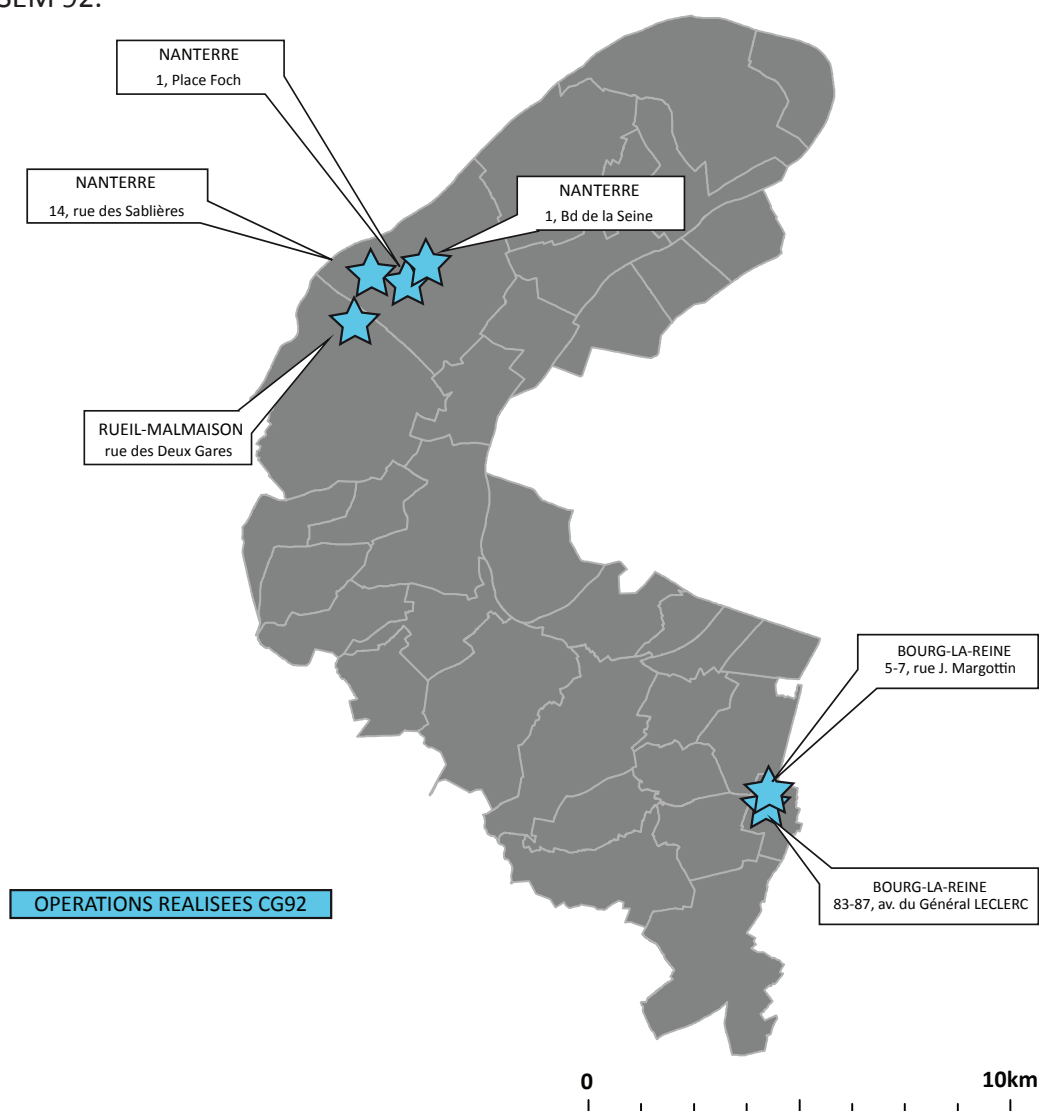 SEM 92.
NANTERRE
1, Place Foch
NANTERRE
14, rue des Sablières
NANTERRE
1, Bd de la Seine
RUEIL-MALMAISON
rue des Deux Gares
BOURG-LA-REINE
5-7, rue J. Margottin
BOURG-LA-REINE
83-87, av. du Général LECLERC
OPERATIONS REALISEES CG92
0 10km